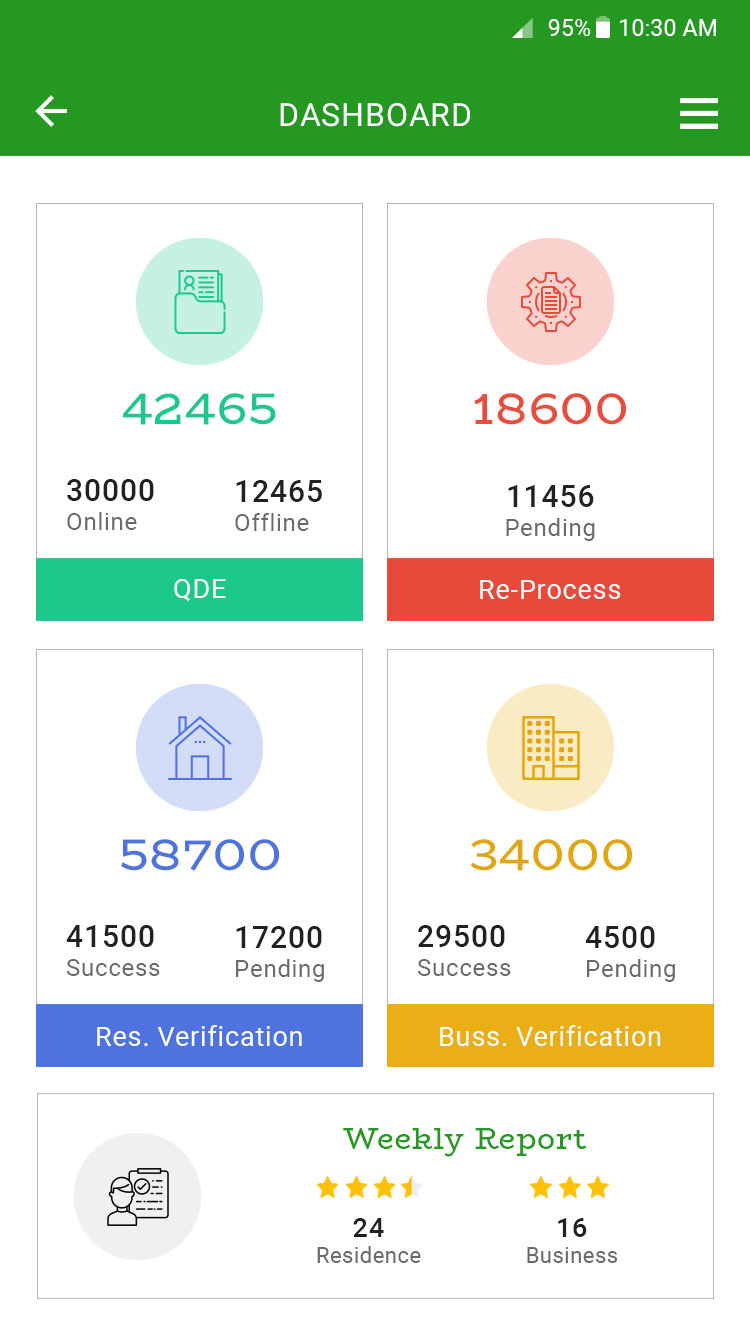 95% 10:30 AM
DASHBOARD
42465
30000 12465
Online Offline
QDE
18600
11456
Pending
Re-Process
58700
41500 17200
Success Pending
Res. Verification
34000
29500 4500
Success Pending
Buss. Verification
Weekly Report
24 16
Residence Business